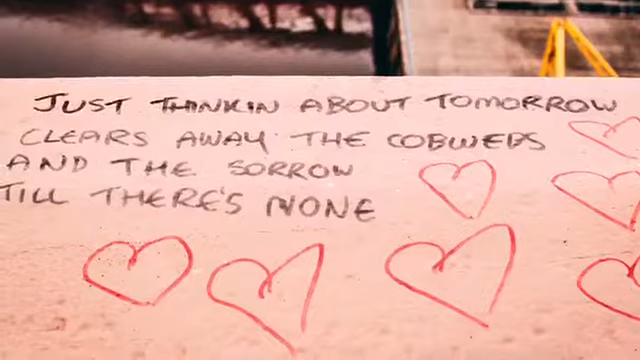 JUST THINKIN ABOUT TOMORROW
CLEARS AWAY THE COBWEBS
AND THE SORROW
TILL THERE'S NONE